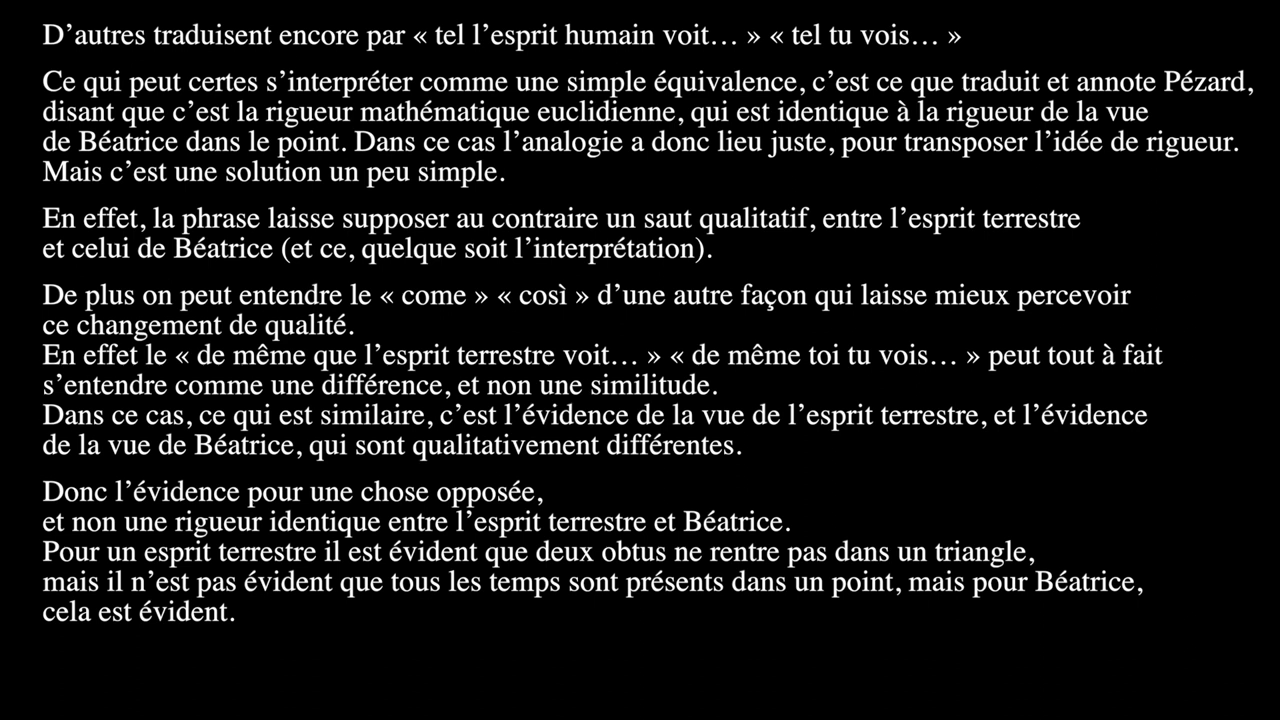 D’autres traduisent encore par « tel l’esprit humain voit… » « tel tu vois… »
Ce qui peut certes s’interpréter comme une simple équivalence, c’est ce que traduit et annote Pézard,
disant que c’est la rigueur mathématique euclidienne, qui est identique à la rigueur de la vue
de Béatrice dans le point. Dans ce cas l’analogie a donc lieu juste, pour transposer l’idée de rigueur.
Mais c’est une solution un peu simple.
En effet, la phrase laisse supposer au contraire un saut qualitatif, entre l’esprit terrestre
et celui de Béatrice (et ce, quelque soit l’interprétation).
De plus on peut entendre le « come » « così » d’une autre façon qui laisse mieux percevoir
ce changement de qualité.
En effet le « de même que l’esprit terrestre voit… » « de même toi tu vois… » peut tout à fait
s’entendre comme une différence, et non une similitude.
Dans ce cas, ce qui est similaire, c’est l’évidence de la vue de l’esprit terrestre, et l’évidence
de la vue de Béatrice, qui sont qualitativement différentes.
Donc l’évidence pour une chose opposée,
et non une rigueur identique entre l’esprit terrestre et Béatrice.
Pour un esprit terrestre il est évident que deux obtus ne rentre pas dans un triangle,
mais il n’est pas évident que tous les temps sont présents dans un point, mais pour Béatrice,
cela est évident.